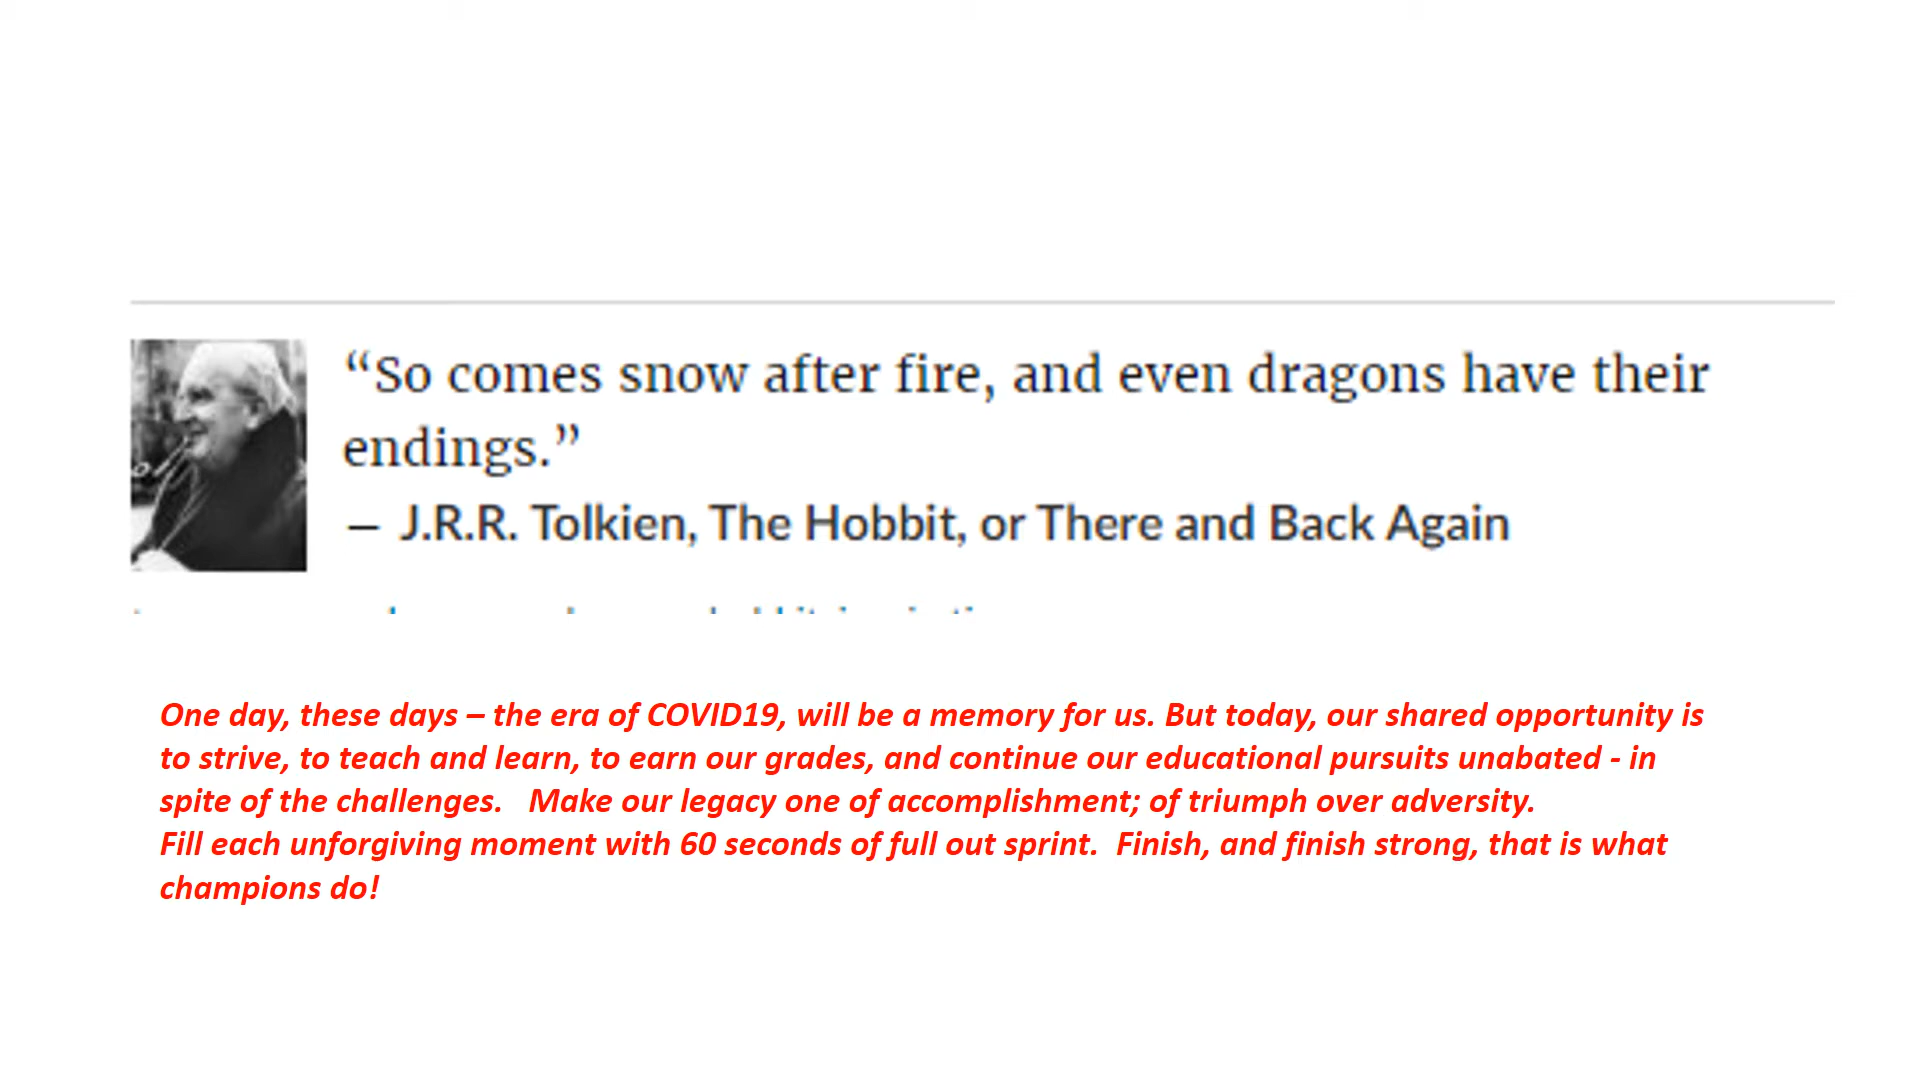 “So comes snow after fire, and even dragons have their
endings.”
— J.R.R. Tolkien, The Hobbit, or There and Back Again
One day, these days – the era of COVID19, will be a memory for us. But today, our shared opportunity is
to strive, to teach and learn, to earn our grades, and continue our educational pursuits unabated - in
spite of the challenges.   Make our legacy one of accomplishment; of triumph over adversity.
Fill each unforgiving moment with 60 seconds of full out sprint.  Finish, and finish strong, that is what
champions do!